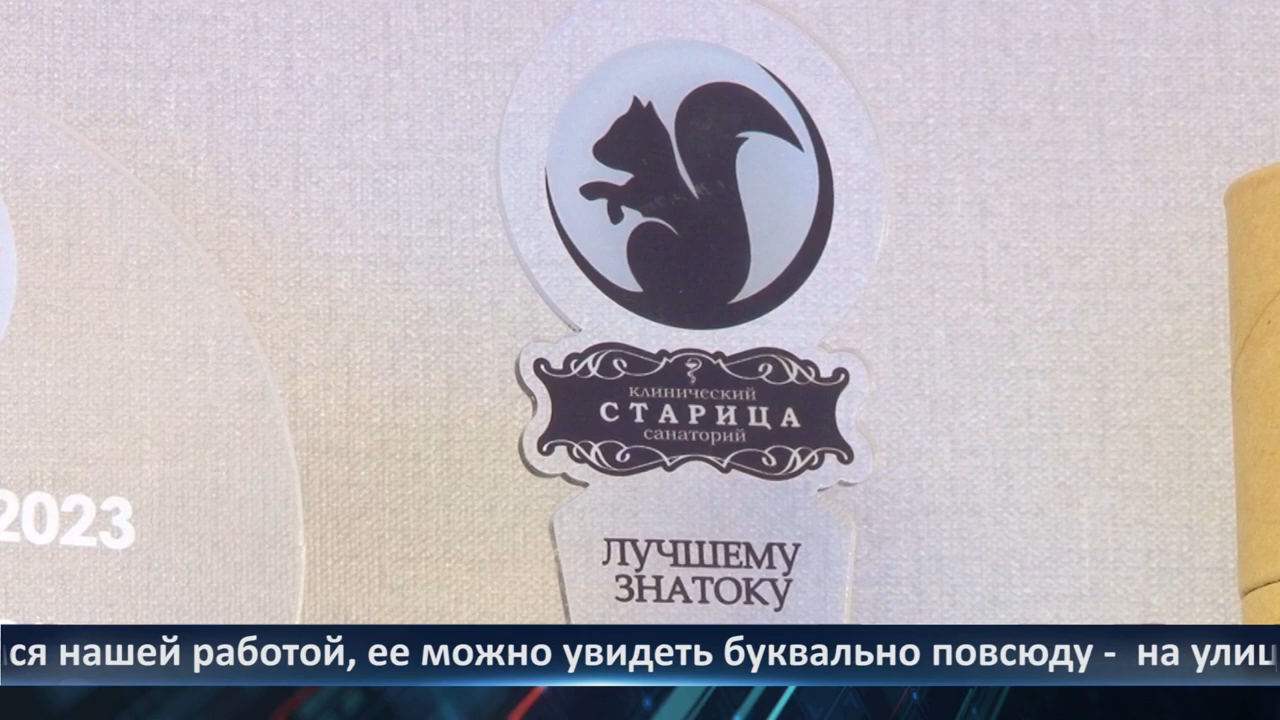 КЛИНИЧЕСКИЙ
СТАРИЦА
санаторий
2023
ЛУЧШЕМУ
ЗНАТОКУ
ся нашей работой, ее можно увидеть буквально повсюду - на улиц